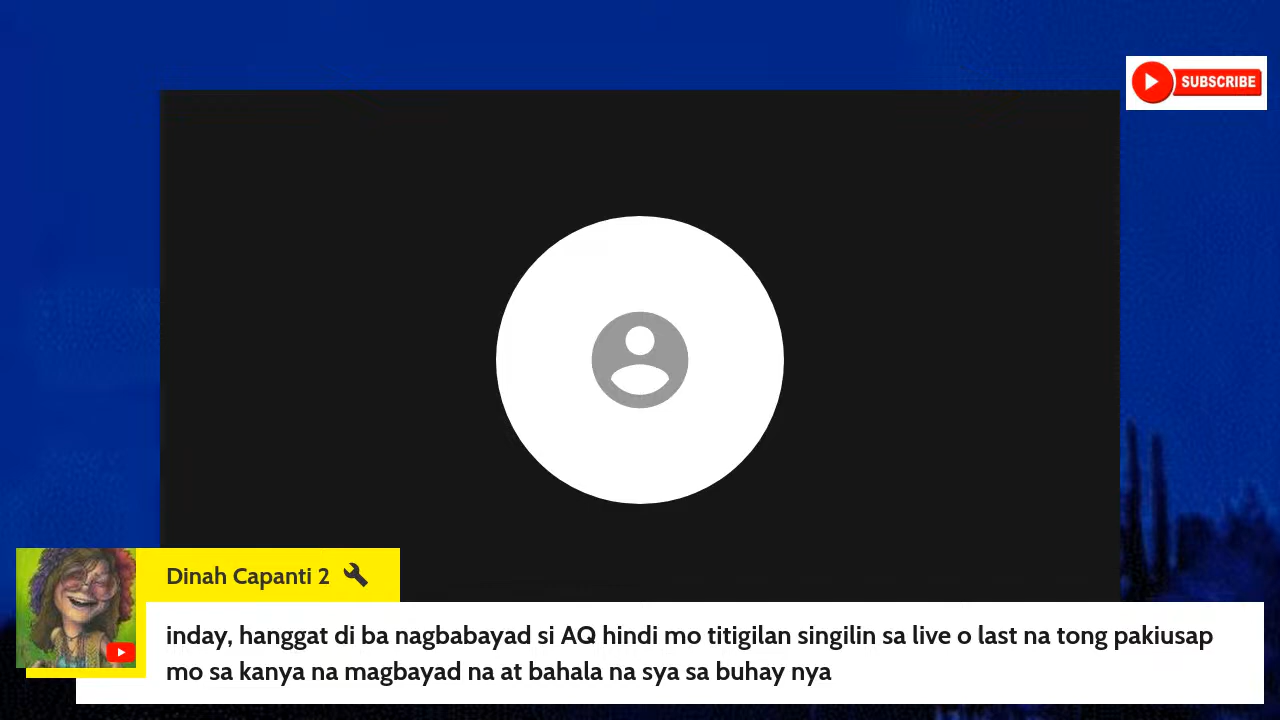 SUBSCRIBE
Dinah Capanti 2
inday, hanggat di ba nagbabayad si AQ hindi mo titigilan singilin sa live o last na tong pakiusap
mo sa kanya na magbayad na at bahala na sya sa buhay nya